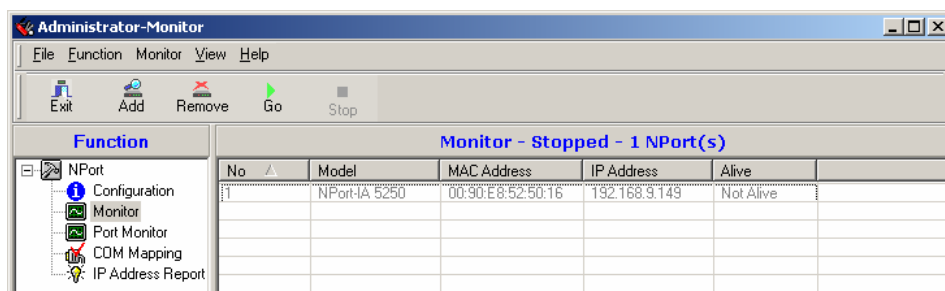 Administrator-Monitor
File Function Monitor View Help
Exit Add Remove Go Stop
Function
Monitor - Stopped - 1 NPort(s)
NPort
Configuration
Monitor
Port Monitor
COM Mapping
IP Address Report
No Model MAC Address IP Address Alive
1 NPort-IA 5250 00:90:E8:52:50:16 192.168.9.149 Not Alive